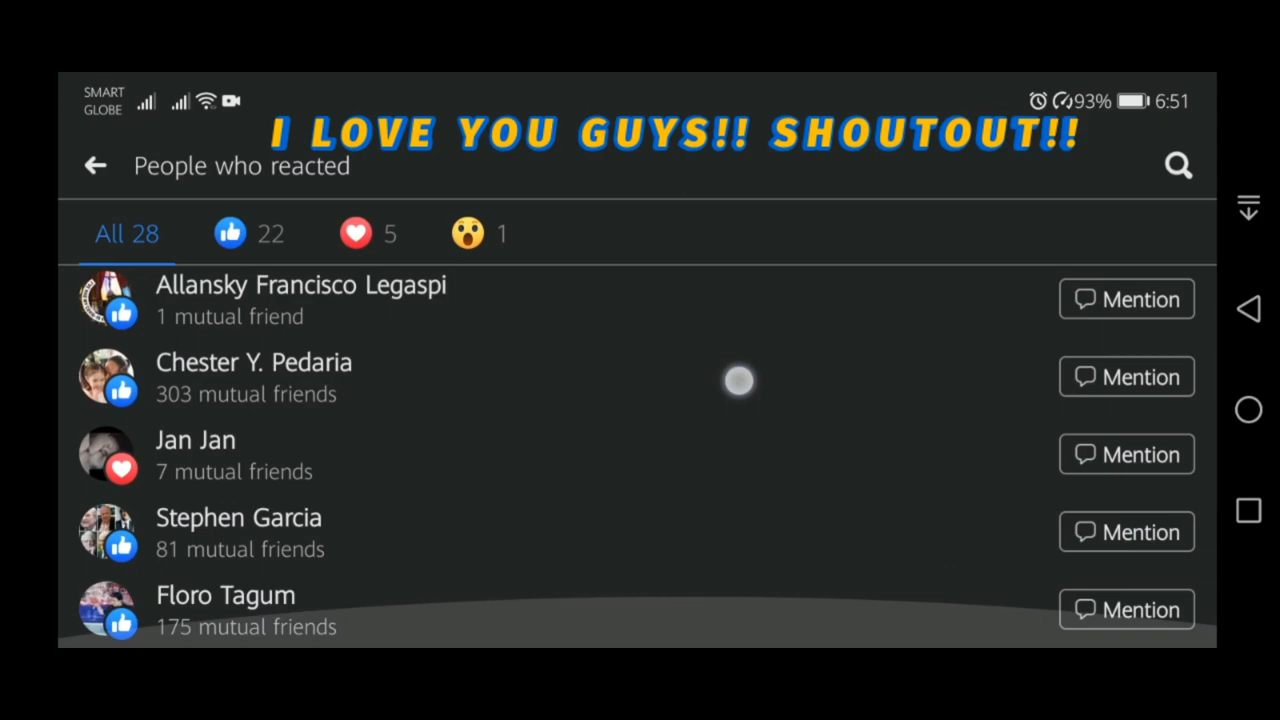 SMART
GLOBE
93% 6:51
I LOVE YOU GUYS!! SHOUTOUT!!
People who reacted
All 28 22 5 1
Allansky Francisco Legaspi
1 mutual friend
Mention
Chester Y. Pedaria
303 mutual friends
Mention
Jan Jan
7 mutual friends
Mention
Stephen Garcia
81 mutual friends
Mention
Floro Tagum
175 mutual friends
Mention